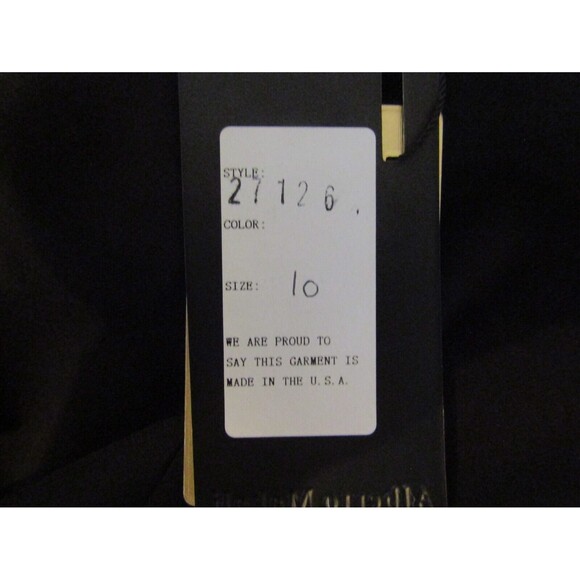 STYLE:
27126.
COLOR:
SIZE: 10
WE ARE PROUD TO
SAY THIS GARMENT IS
MADE IN THE U.S.A.